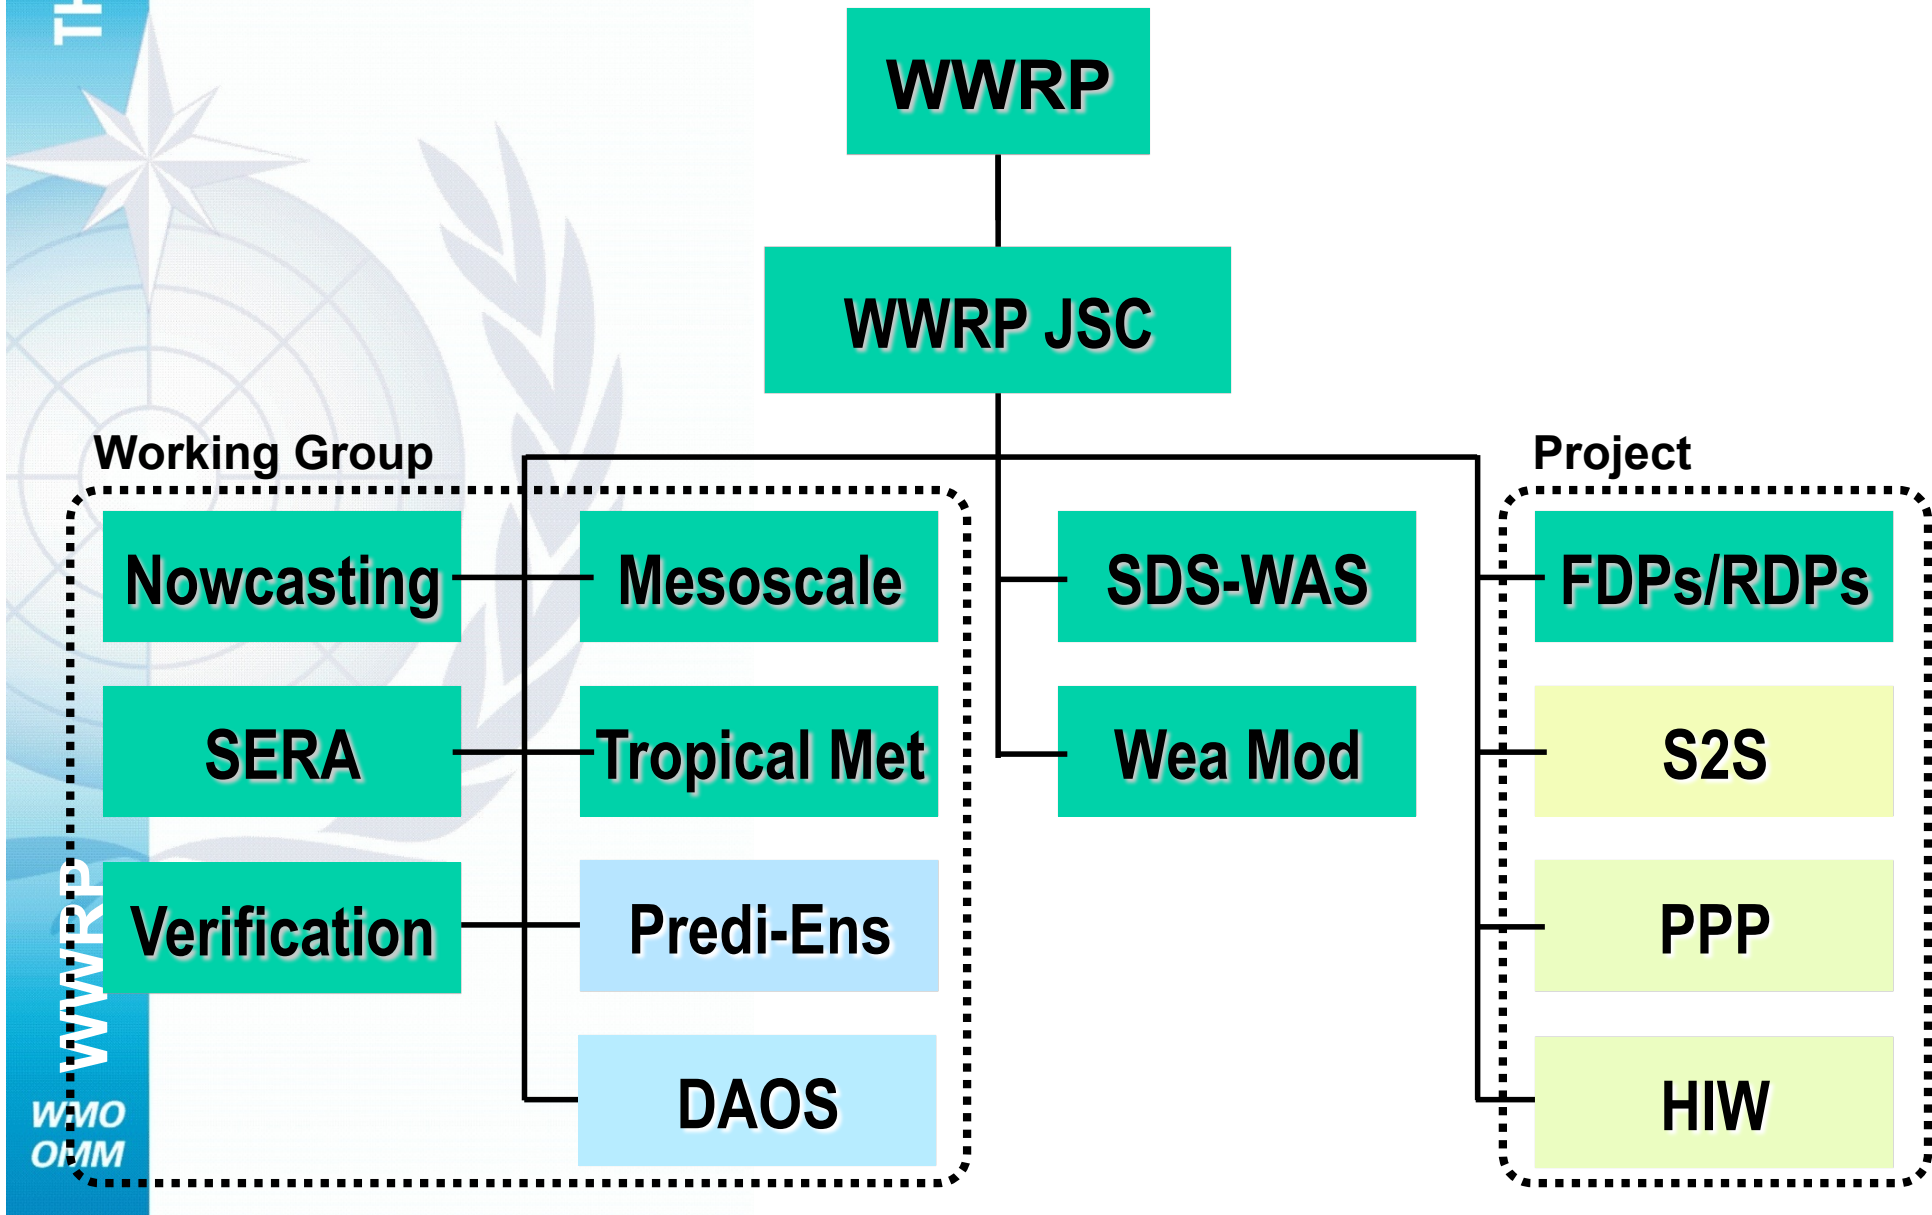 TH
WWRP
WWRP JSC
Working Group
Project
Nowcasting
Mesoscale
SDS-WAS
FDPs/RDPs
SERA
Tropical Met
Wea Mod
S2S
Verification
Predi-Ens
PPP
DAOS
HIW
WWRP
WMO
OMM